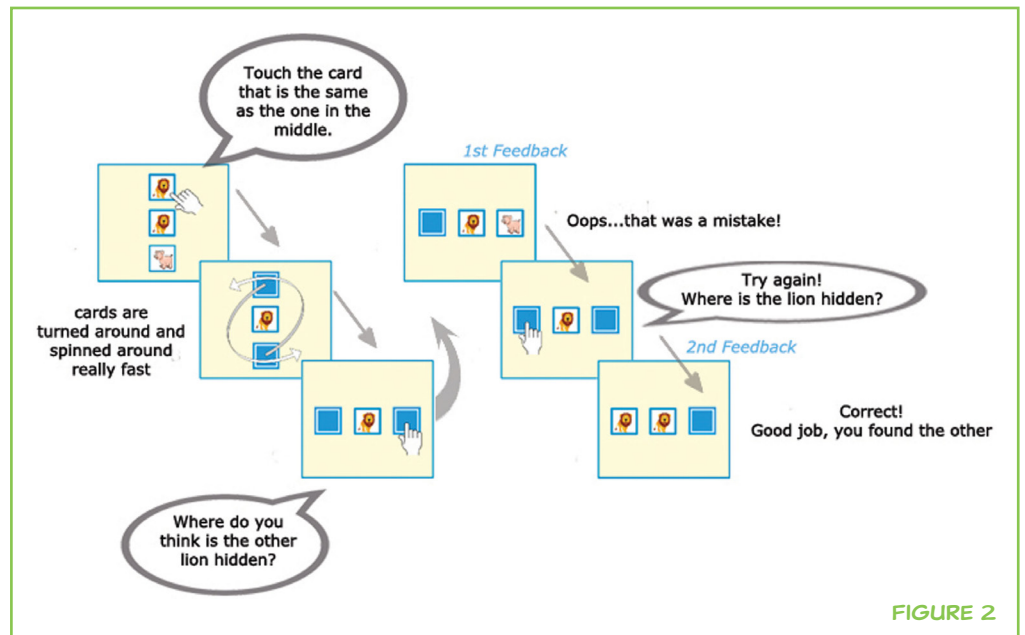 Touch the card
that is the same
as the one in the
middle.
cards are
turned around and
spinned around
really fast
Where do you
think is the other
lion hidden?
1st Feedback
Oops...that was a mistake!
Try again!
Where is the lion hidden?
2nd Feedback
Correct!
Good job, you found the other
FIGURE 2